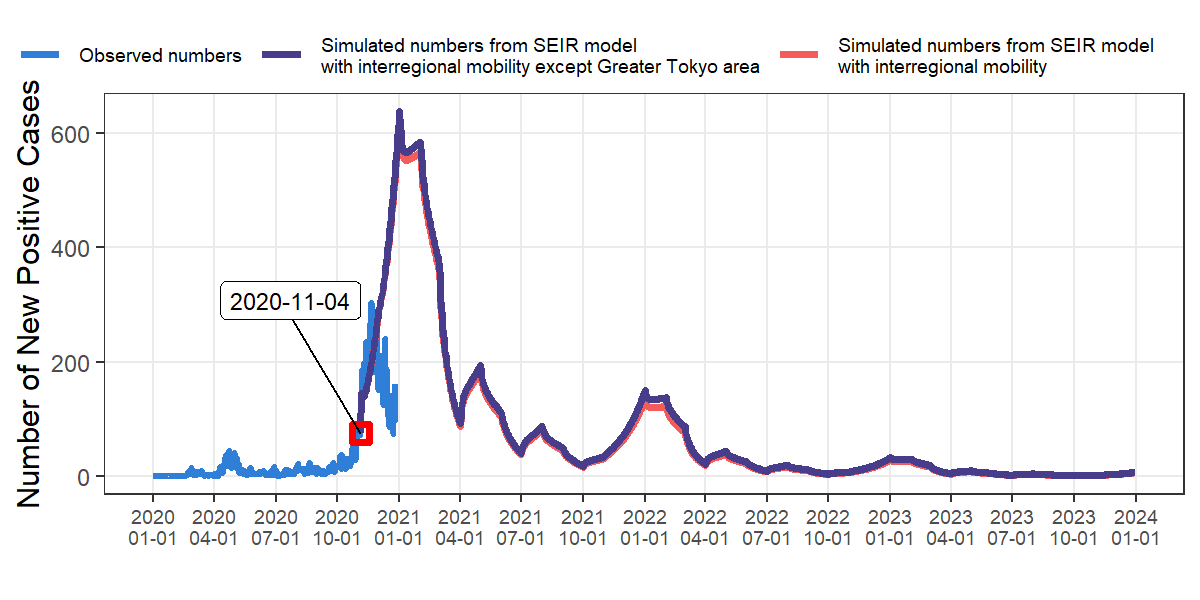 Observed numbers
Simulated numbers from SEIR model
with interregional mobility except Greater Tokyo area
Simulated numbers from SEIR model
with interregional mobility
Number of New Positive Cases
600
400
200
0
2020-11-04
2020 2020 2020 2020 2021 2021 2021 2021 2022 2022 2022 2022 2023 2023 2023 2023 2024
01-01 04-01 07-01 10-01 01-01 04-01 07-01 10-01 01-01 04-01 07-01 10-01 01-01 04-01 07-01 10-01 01-01